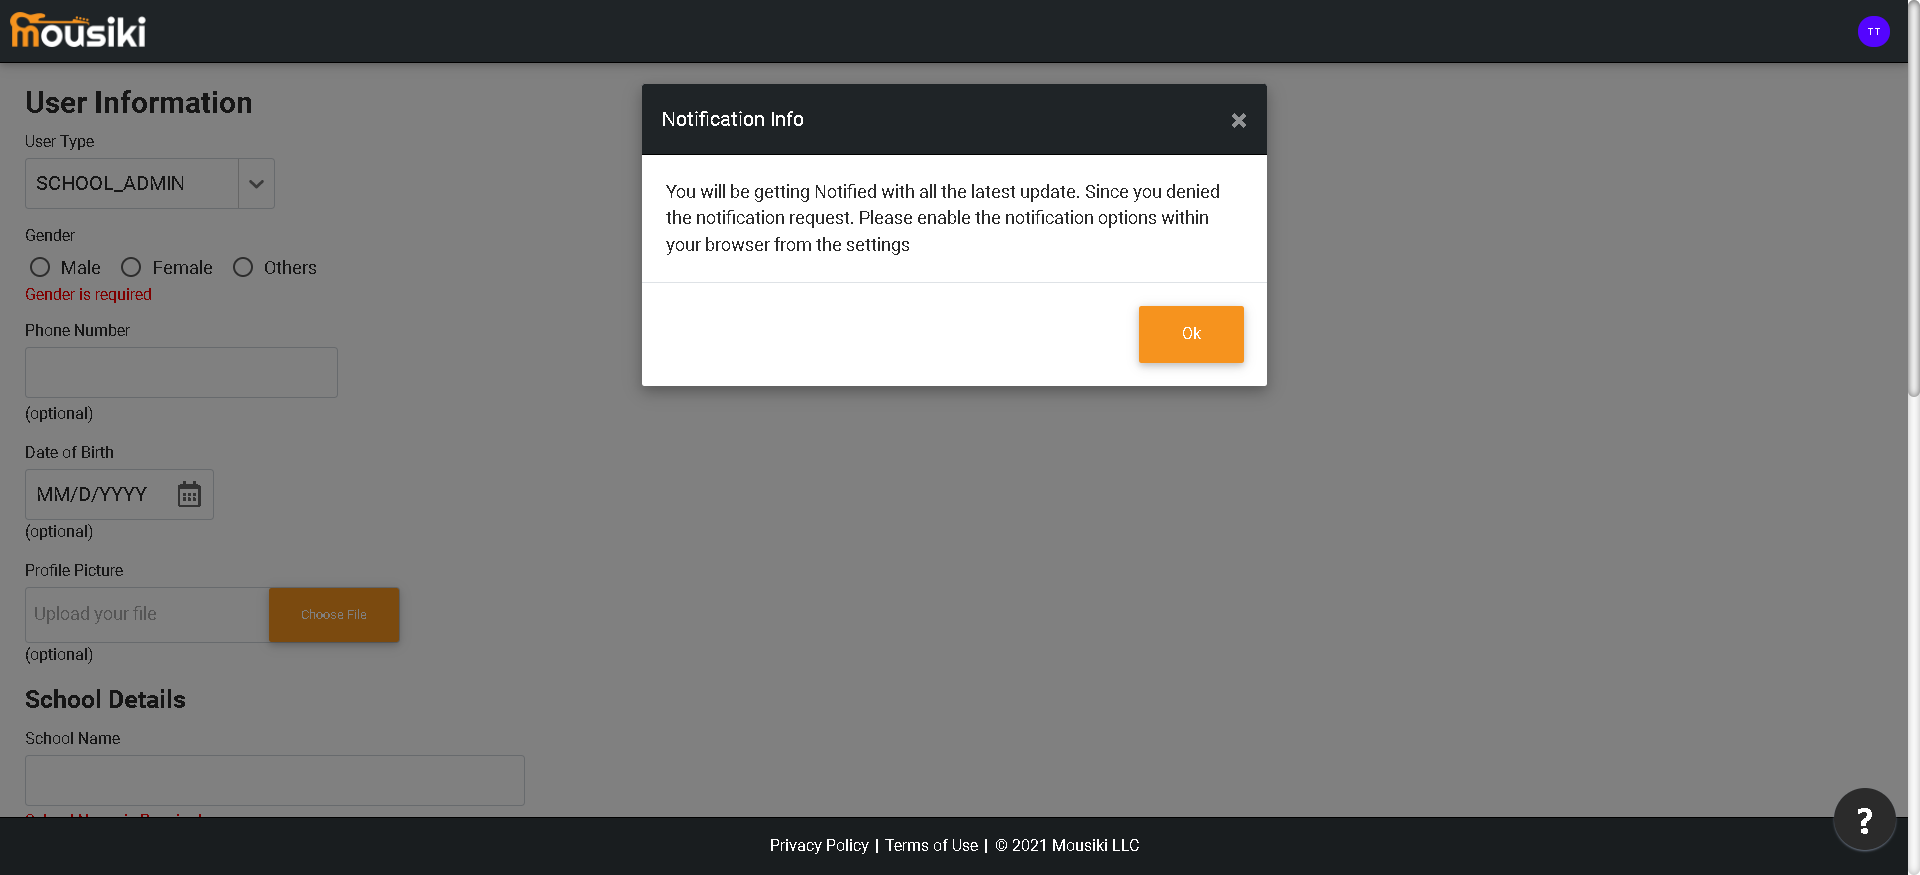 mousiki
TT
User Information
User Type
SCHOOL_ADMIN
Gender
Male Female Others
Gender is required
Phone Number
(optional)
Date of Birth
MM/D/YYYY
(optional)
Profile Picture
Upload your file Choose File
(optional)
School Details
School Name
Notification Info ×
You will be getting Notified with all the latest update. Since you denied
the notification request. Please enable the notification options within
your browser from the settings
Ok
?
Privacy Policy | Terms of Use | © 2021 Mousiki LLC